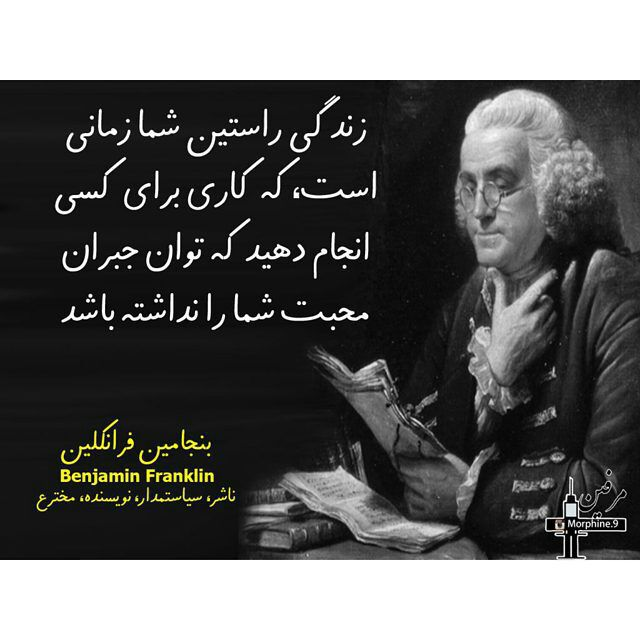 زندگی راستین شما زمانی
است، که کاری برای کسی
انجام دهید که توان جبران
محبت شما را نداشته باشد
بنجامین فرانکلین
Benjamin Franklin
ناشر، سیاستمدار، نویسنده، مخترع
مرفین
Morphine.9